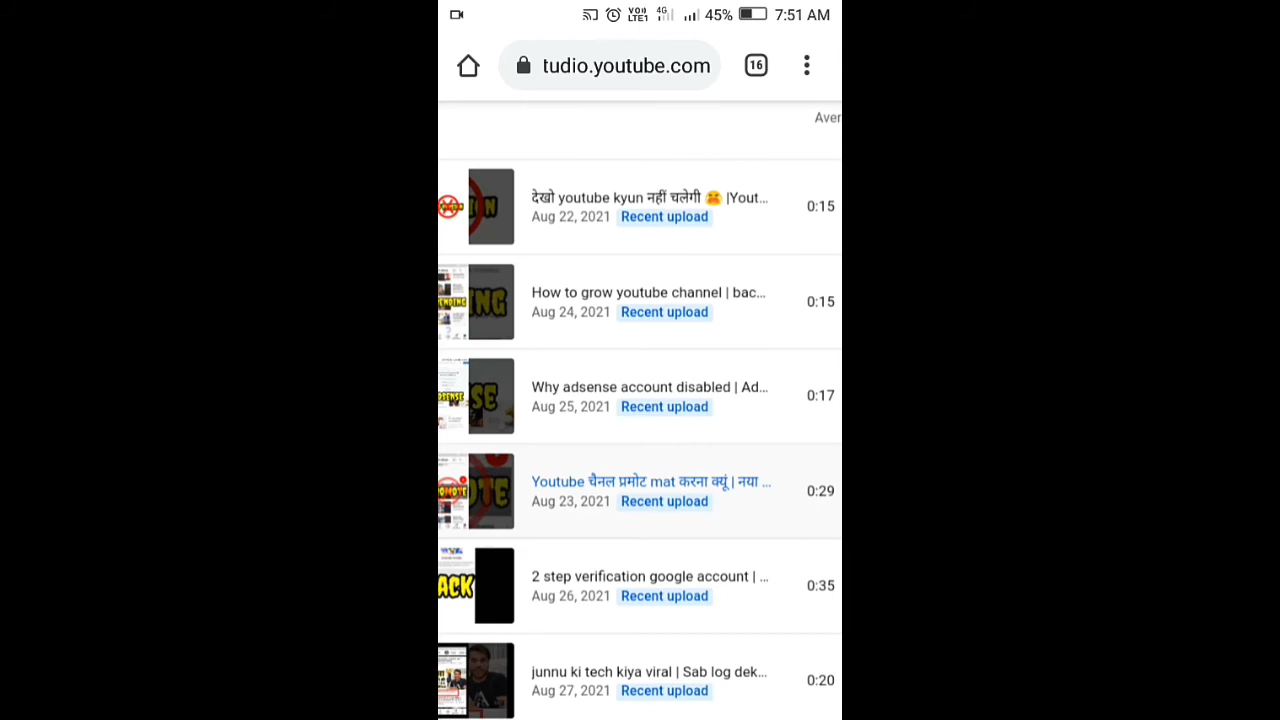 VoLTE1 4G 45% 7:51 AM
tudio.youtube.com 16
Aver
देखो youtube kyun नहीं चलेगी 😫 |Yout...
Aug 22, 2021 Recent upload
0:15
How to grow youtube channel | bac...
Aug 24, 2021 Recent upload
0:15
Why adsense account disabled | Ad...
Aug 25, 2021 Recent upload
0:17
Youtube चैनल प्रमोट mat करना क्यूं | नया ...
Aug 23, 2021 Recent upload
0:29
ACK
2 step verification google account | ...
Aug 26, 2021 Recent upload
0:35
junnu ki tech kiya viral | Sab log dek...
Aug 27, 2021 Recent upload
0:20